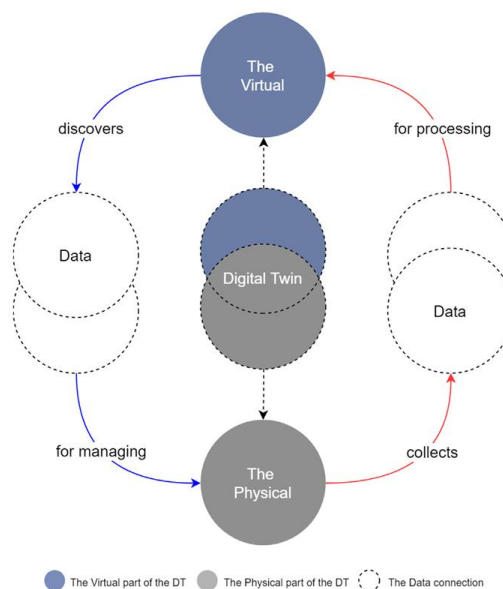 The
Virtual
discovers
for processing
Data
Digital Twin
Data
for managing
collects
The
Physical
The Virtual part of the DT
The Physical part of the DT
The Data connection